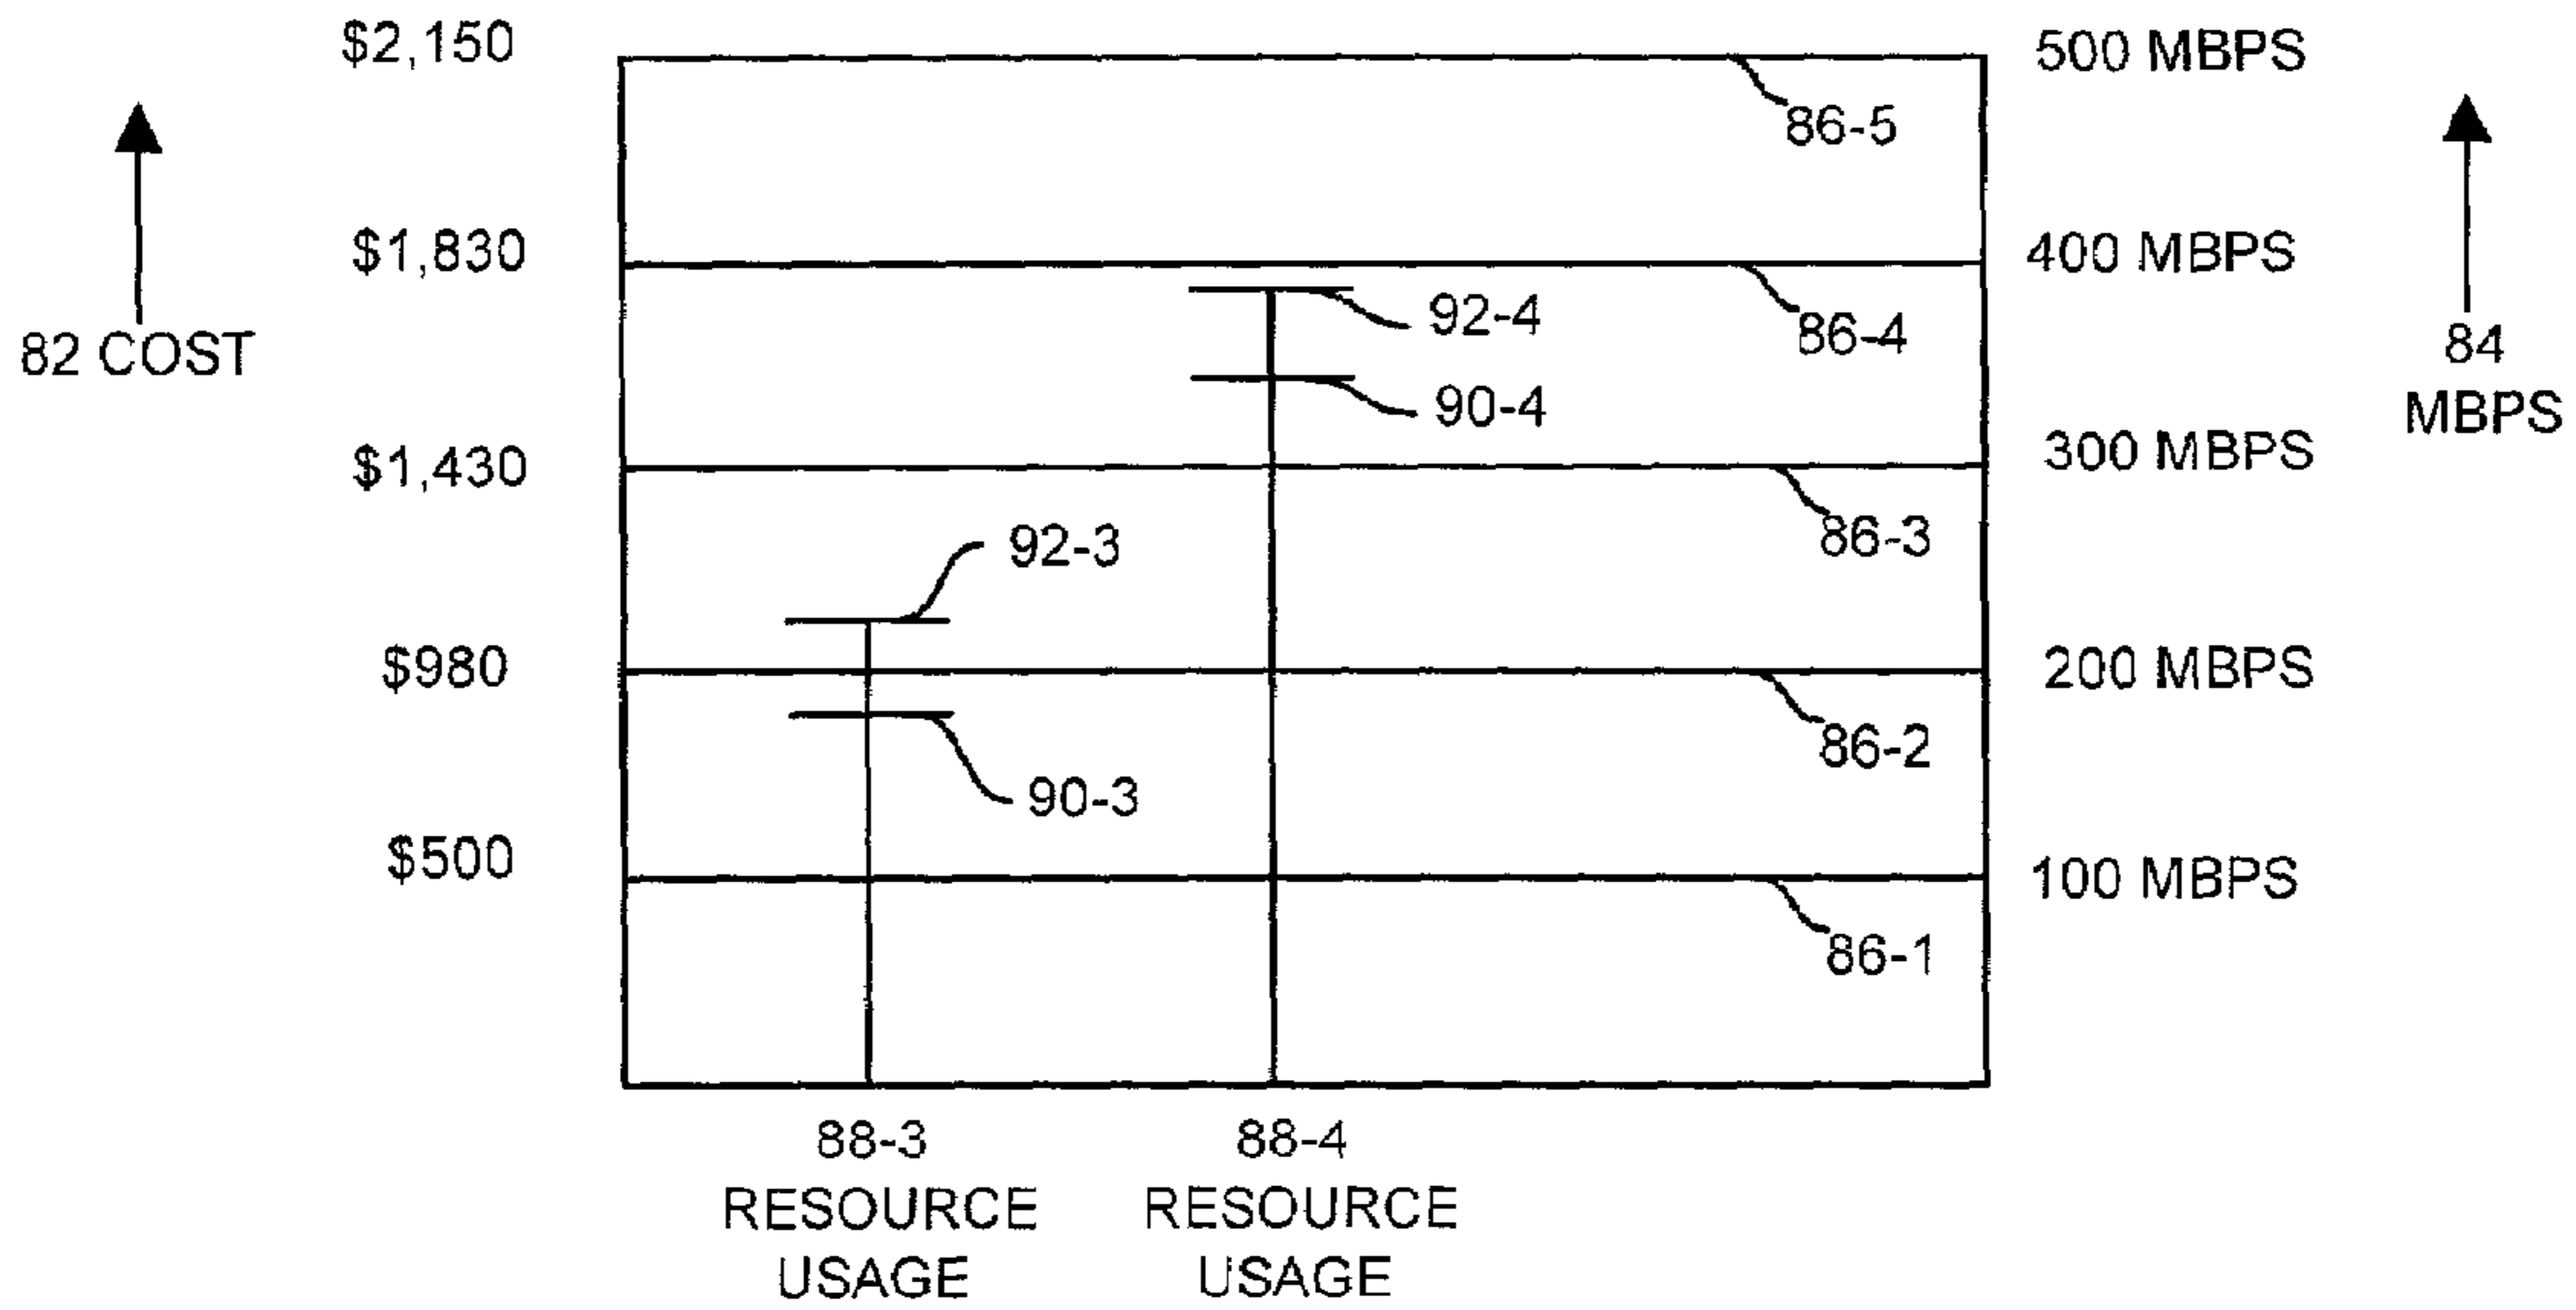 $2,150
500 MBPS
86-5
$1,830
400 MBPS
92-4
86-4
82 COST
84
MBPS
90-4
$1,430
300 MBPS
92-3
86-3
$980
200 MBPS
86-2
90-3
$500
100 MBPS
86-1
88-3
RESOURCE
USAGE
88-4
RESOURCE
USAGE